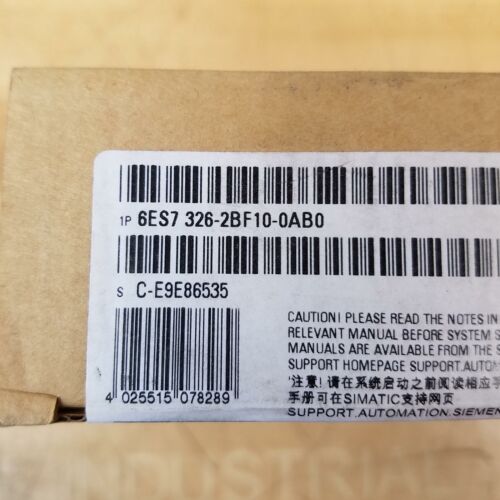 1P 6ES7 326-2BF10-0AB0
S C-E9E86535
CAUTION! PLEASE READ THE NOTES IN
RELEVANT MANUAL BEFORE SYSTEM S
MANUALS ARE AVAILABLE FROM THE S
SUPPORT HOMEPAGE SUPPORT.AUTOM
'注意!请在系统启动之前阅读相应手
手册可在SIMATIC支持网页
SUPPORT.AUTOMATION.SIEMEN
4 025515 078289
INDUSTRIAL